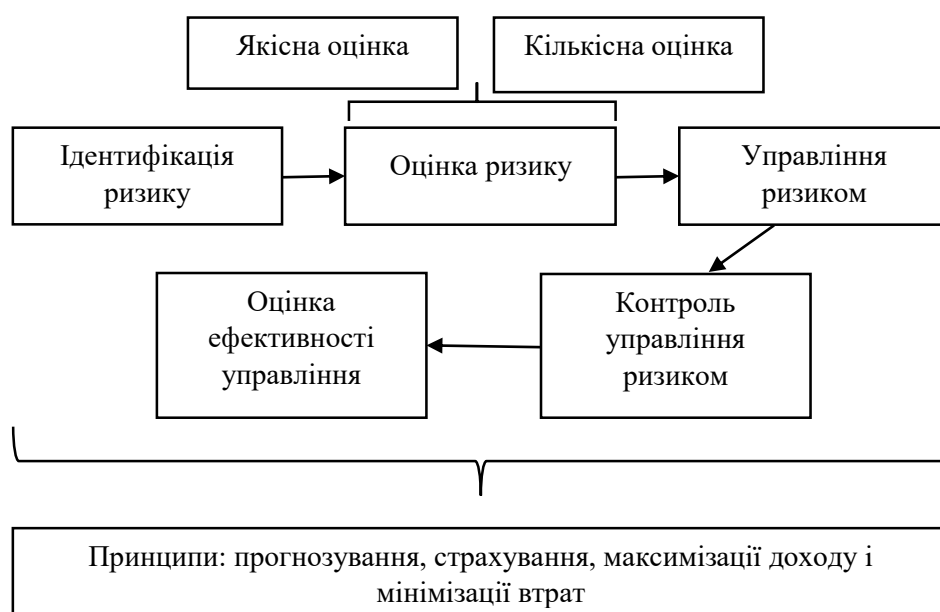 Якісна оцінка
Кількісна оцінка
Ідентифікація
ризику
Оцінка ризику
Управління
ризиком
Оцінка
ефективності
управління
Контроль
управління
ризиком
Принципи: прогнозування, страхування, максимізації доходу і
мінімізації втрат